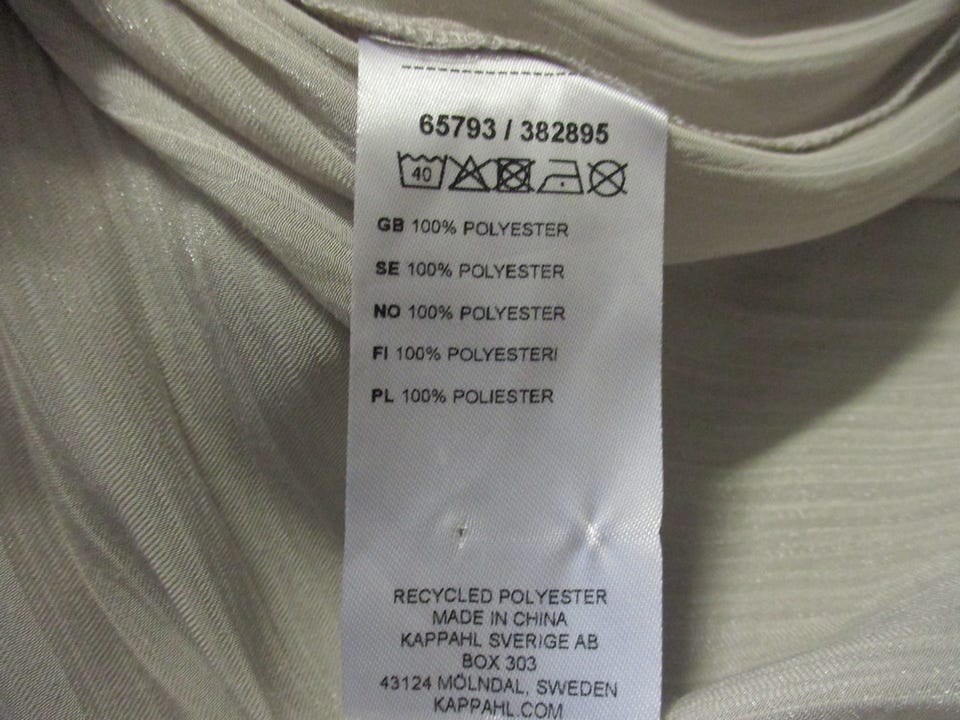 65793 / 382895
40
GB 100% POLYESTER
SE 100% POLYESTER
NO 100% POLYESTER
FI 100% POLYESTERI
PL 100% POLIESTER
RECYCLED POLYESTER
MADE IN CHINA
KAPPAHL SVERIGE AB
BOX 303
43124 MÖLNDAL, SWEDEN
KAPPAHL.COM